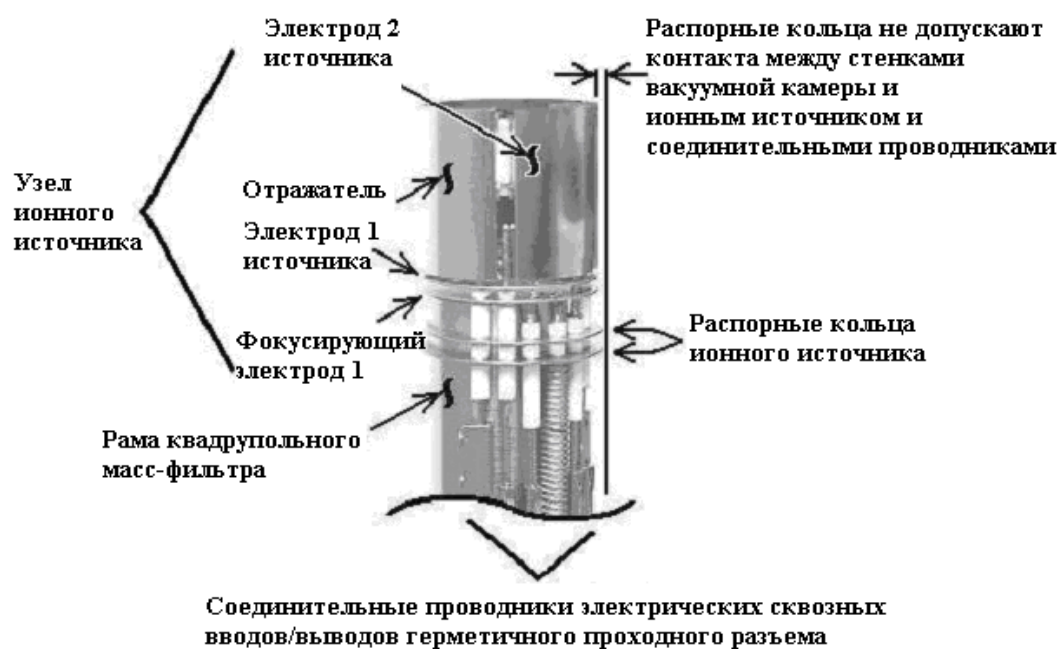 Электрод 2
источника
Распорные кольца не допускают
контакта между стенками
вакуумной камеры и
ионным источником и
соединительными проводниками
Узел
ионного
источника
Отражатель
Электрод 1
источника
Фокусирующий
электрод 1
Распорные кольца
ионного источника
Рама квадрупольного
масс-фильтра
Соединительные проводники электрических сквозных
вводов/выводов герметичного проходного разъема